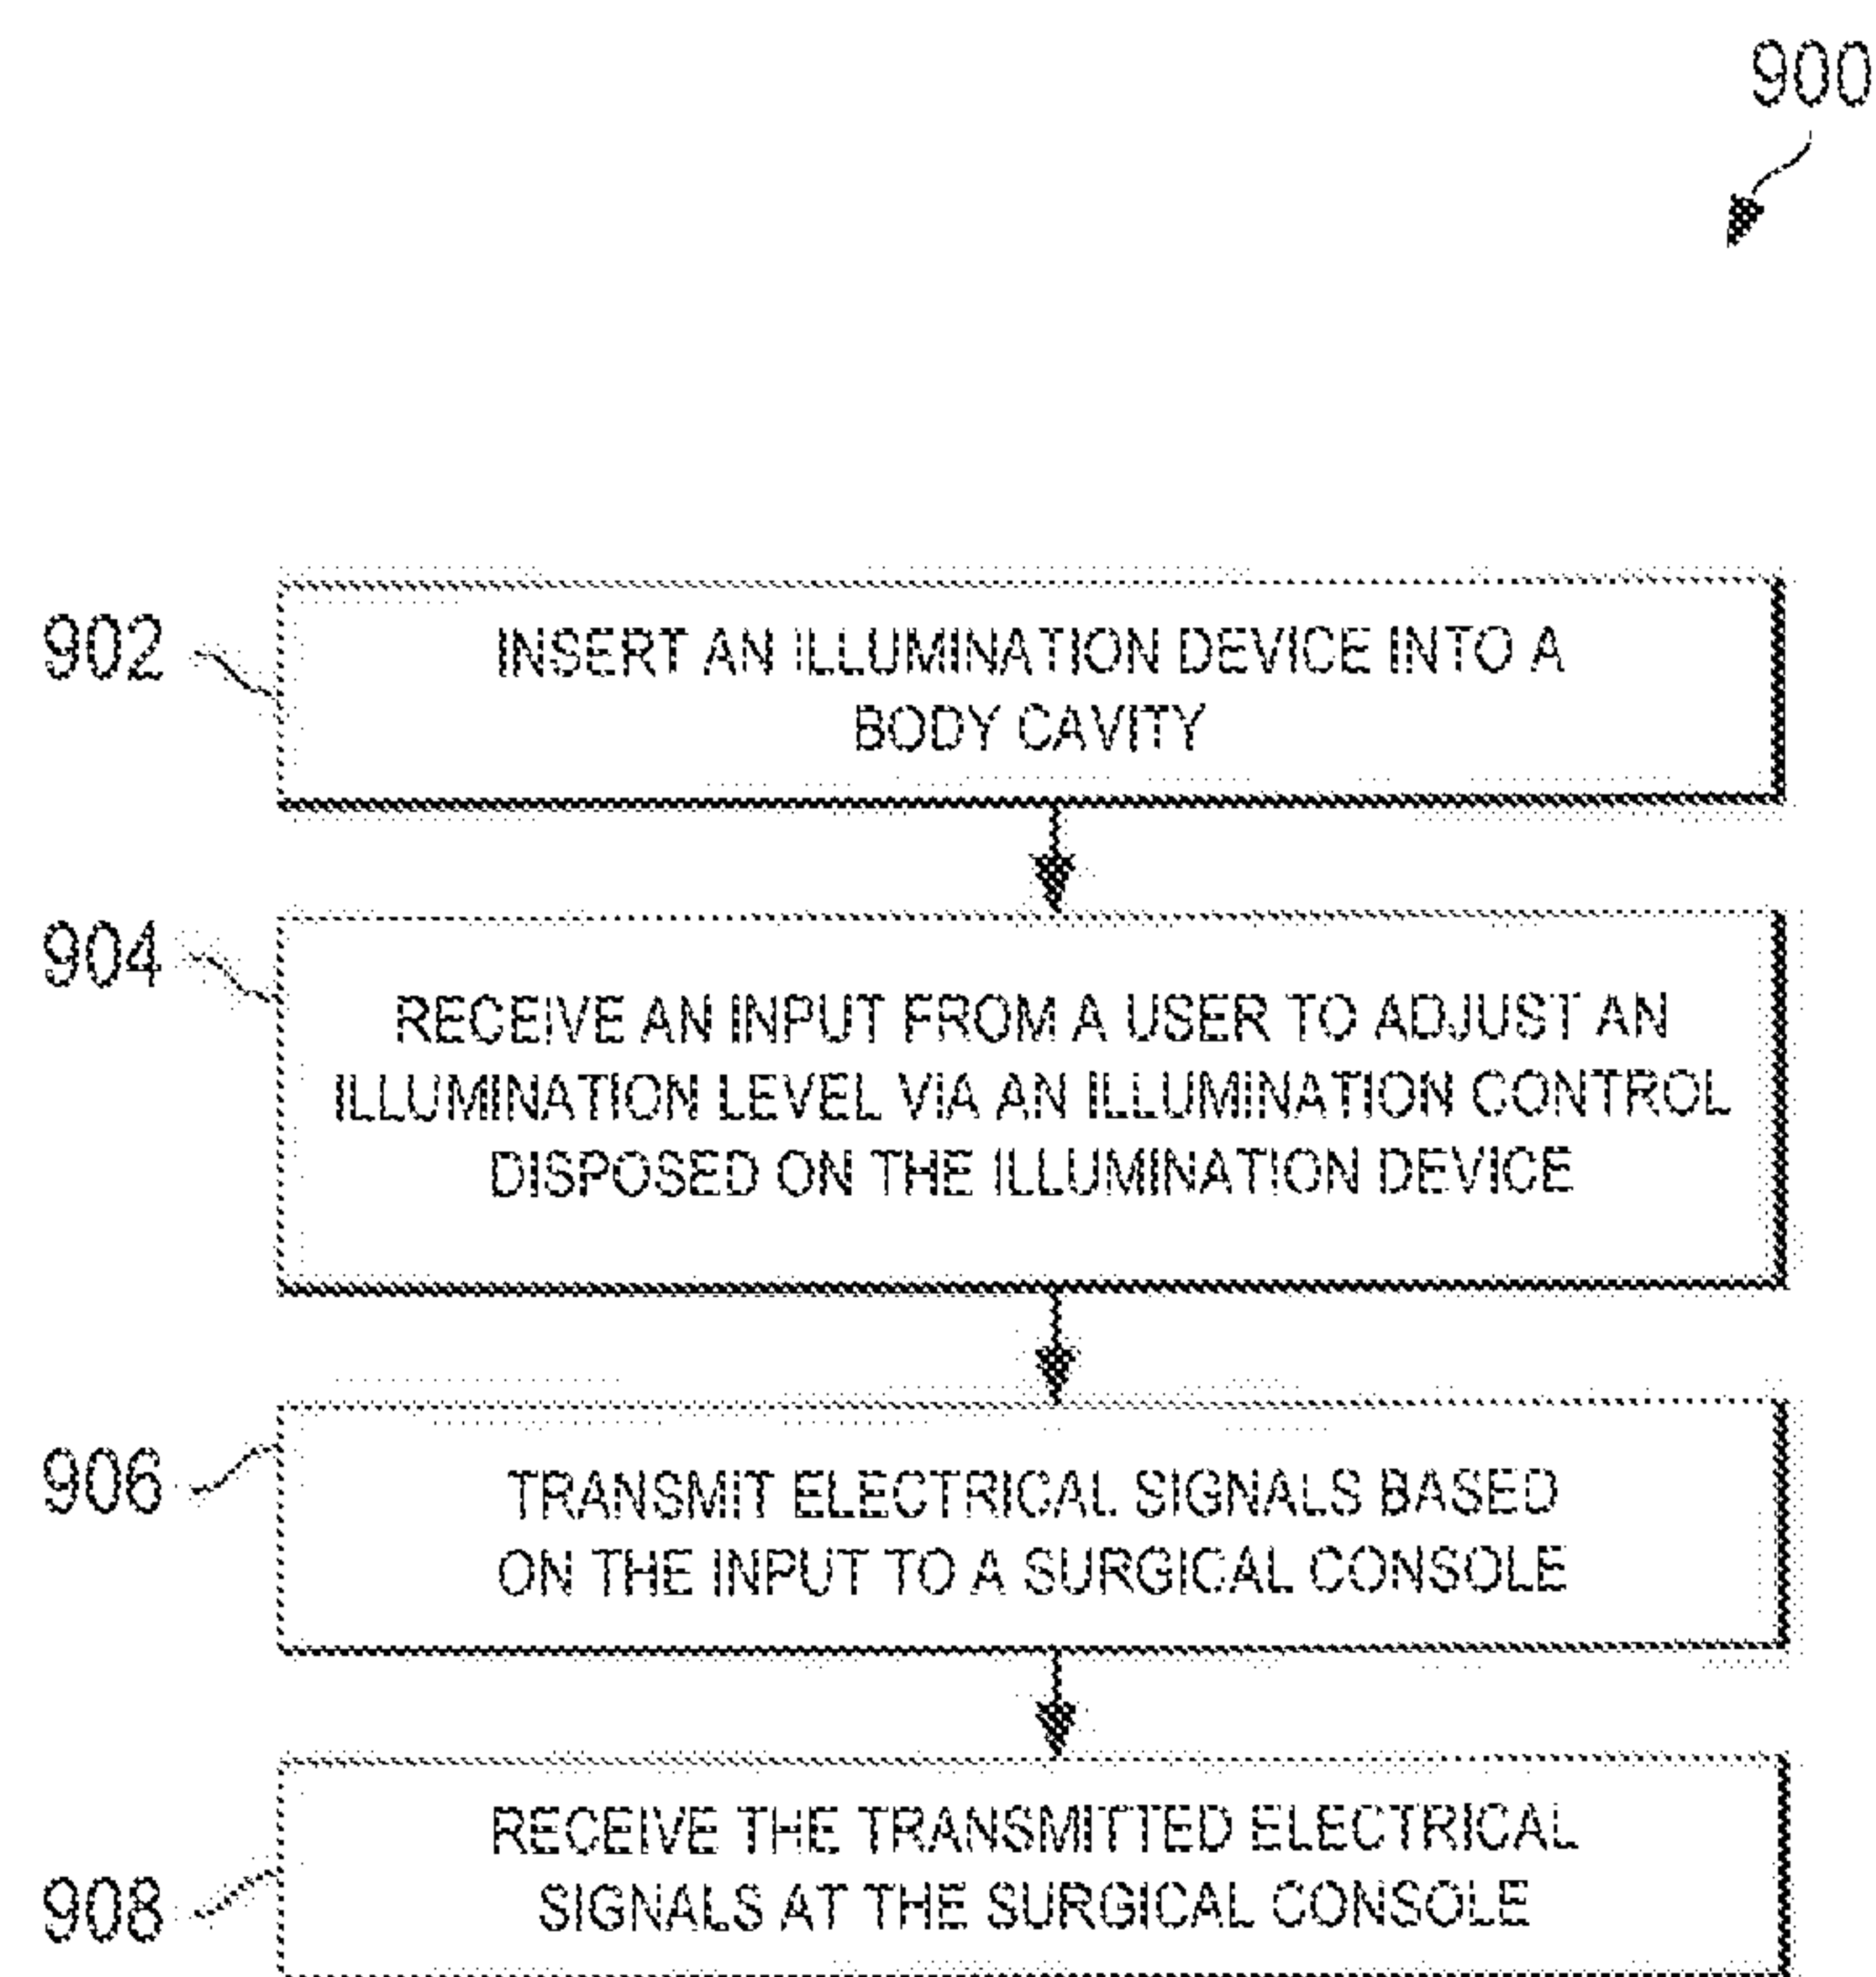 900
902
INSERT AN ILLUMINATION DEVICE INTO A
BODY CAVITY
904
RECEIVE AN INPUT FROM A USER TO ADJUST AN
ILLUMINATION LEVEL VIA AN ILLUMINATION CONTROL
DISPOSED ON THE ILLUMINATION DEVICE
906
TRANSMIT ELECTRICAL SIGNALS BASED
ON THE INPUT TO A SURGICAL CONSOLE
908
RECEIVE THE TRANSMITTED ELECTRICAL
SIGNALS AT THE SURGICAL CONSOLE